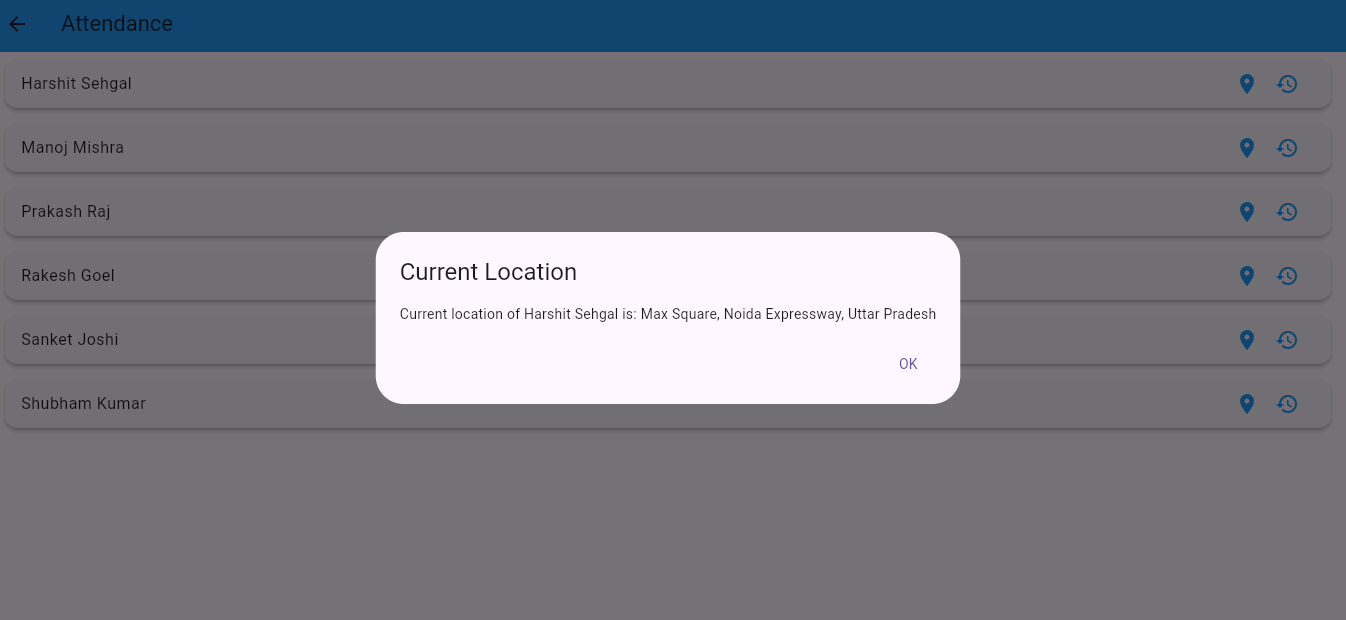 Attendance
Harshit Sehgal
Manoj Mishra
Prakash Raj
Rakesh Goel
Sanket Joshi
Shubham Kumar
Current Location
Current location of Harshit Sehgal is: Max Square, Noida Expressway, Uttar Pradesh
OK